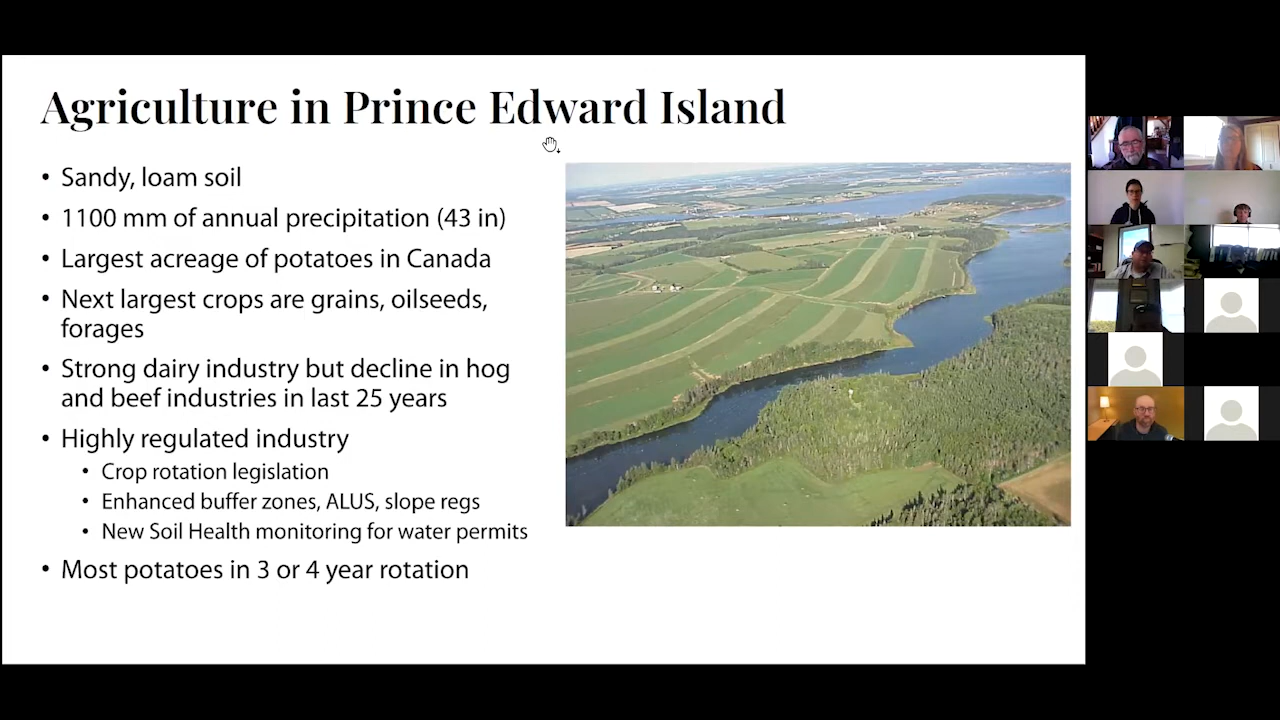 Agriculture in Prince Edward Island
• Sandy, loam soil
• 1100 mm of annual precipitation (43 in)
• Largest acreage of potatoes in Canada
• Next largest crops are grains, oilseeds,
forages
• Strong dairy industry but decline in hog
and beef industries in last 25 years
• Highly regulated industry
• Crop rotation legislation
• Enhanced buffer zones, ALUS, slope regs
• New Soil Health monitoring for water permits
• Most potatoes in 3 or 4 year rotation